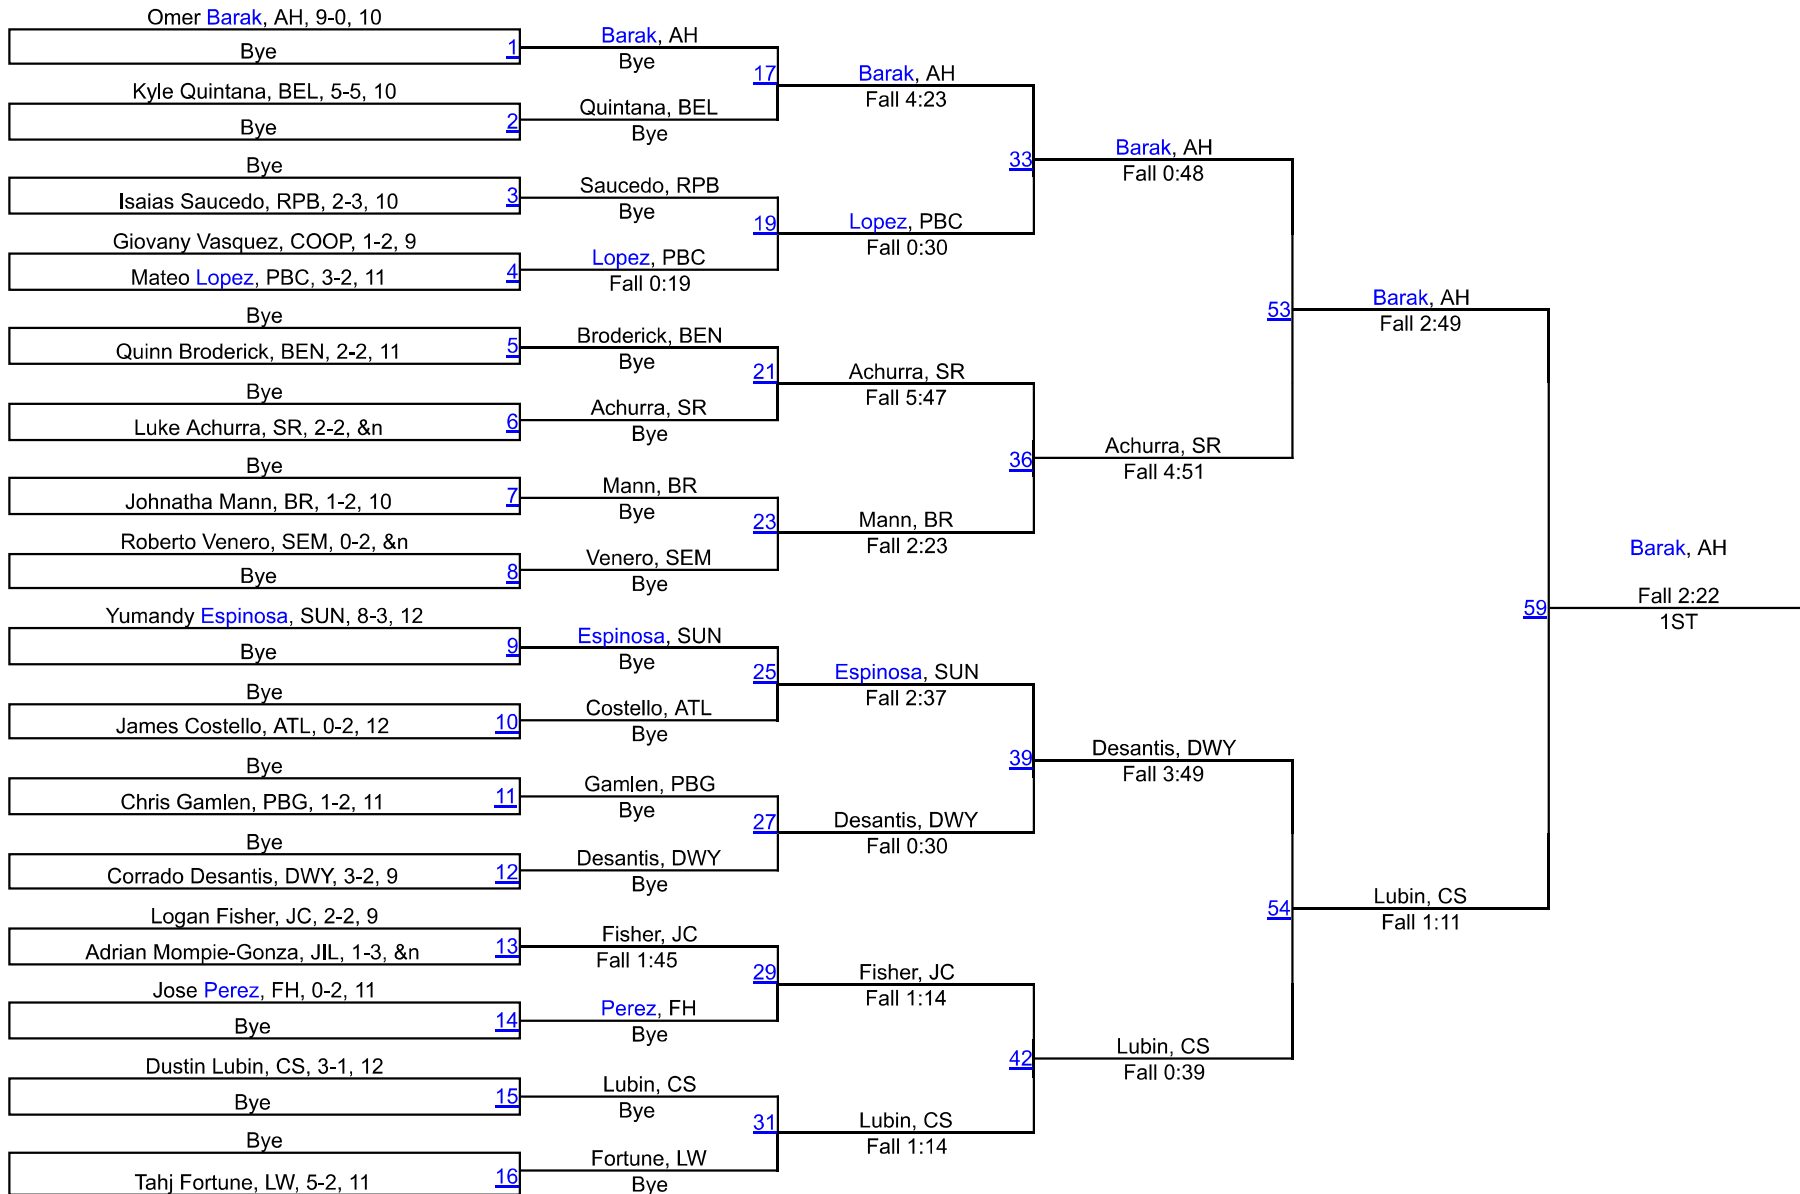 Omer Barak, AH, 9-0, 10
Bye
1
Kyle Quintana, BEL, 5-5, 10
Bye
2
Bye
Isaias Saucedo, RPB, 2-3, 10
3
Giovany Vasquez, COOP, 1-2, 9
Mateo Lopez, PBC, 3-2, 11
4
Bye
Quinn Broderick, BEN, 2-2, 11
5
Bye
Luke Achurra, SR, 2-2, &n
6
Bye
Johnatha Mann, BR, 1-2, 10
7
Roberto Venero, SEM, 0-2, &n
Bye
8
Yumandy Espinosa, SUN, 8-3, 12
Bye
9
Bye
James Costello, ATL, 0-2, 12
10
Bye
Chris Gamlen, PBG, 1-2, 11
11
Bye
Corrado Desantis, DWY, 3-2, 9
12
Logan Fisher, JC, 2-2, 9
Adrian Mompie-Gonza, JIL, 1-3, &n
13
Jose Perez, FH, 0-2, 11
Bye
14
Dustin Lubin, CS, 3-1, 12
Bye
15
Bye
Tahj Fortune, LW, 5-2, 11
16
Barak, AH
Bye
17
Quintana, BEL
Bye
Saucedo, RPB
Bye
19
Lopez, PBC
Fall 0:19
Broderick, BEN
Bye
21
Achurra, SR
Bye
Mann, BR
Bye
23
Venero, SEM
Bye
Espinosa, SUN
Bye
25
Costello, ATL
Bye
Gamlen, PBG
Bye
27
Desantis, DWY
Bye
Fisher, JC
Fall 1:45
29
Perez, FH
Bye
Lubin, CS
Bye
31
Fortune, LW
Bye
Barak, AH
Fall 4:23
33
Lopez, PBC
Fall 0:30
Achurra, SR
Fall 5:47
36
Mann, BR
Fall 2:23
Espinosa, SUN
Fall 2:37
39
Desantis, DWY
Fall 0:30
Fisher, JC
Fall 1:14
42
Lubin, CS
Fall 1:14
Barak, AH
Fall 0:48
53
Achurra, SR
Fall 4:51
Desantis, DWY
Fall 3:49
54
Lubin, CS
Fall 0:39
Barak, AH
Fall 2:49
59
Lubin, CS
Fall 1:11
Barak, AH
Fall 2:22
1ST